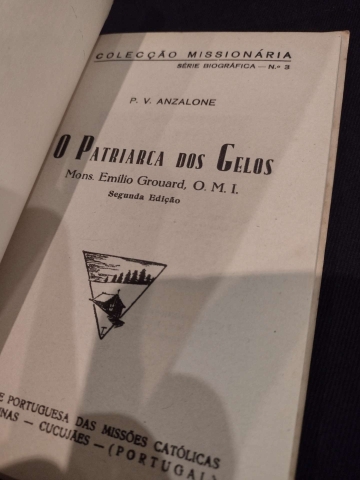 COLECÇÃO MISSIONÁRIA
SÉRIE BIOGRÁFICA — N.º 3
P. V. ANZALONE
O PATRIARCA DOS GELOS
Mons. Emílio Grouard, O. M. I.
Segunda Edição
PORTUGUESA DAS MISSÕES CATÓLICAS
— CUCUJÃES — (PORTUGAL)